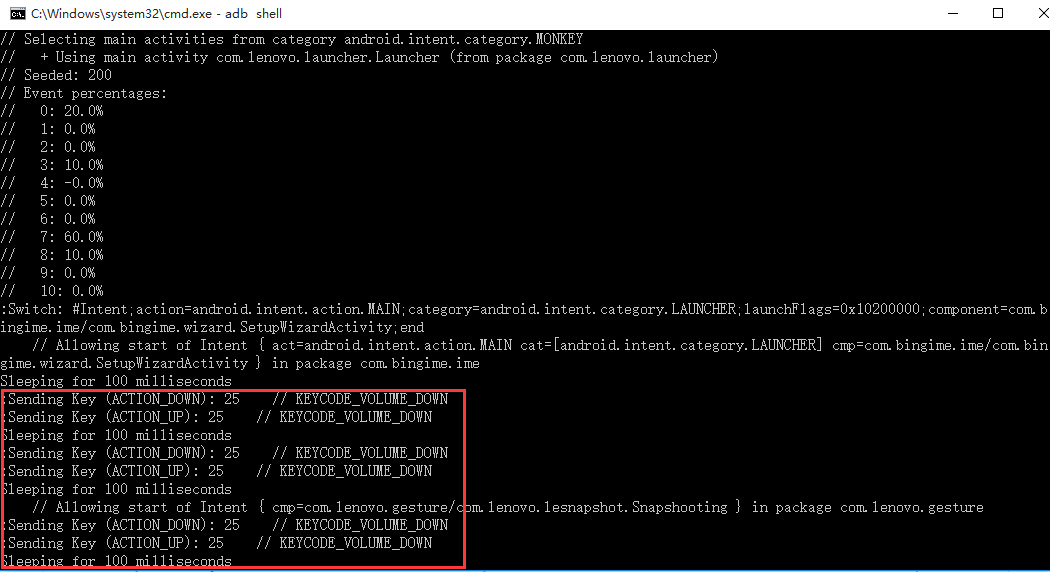 C:\Windows\system32\cmd.exe - adb  shell
// Selecting main activities from category android.intent.category.MONKEY
//   + Using main activity com.lenovo.launcher.Launcher (from package com.lenovo.launcher)
// Seeded: 200
// Event percentages:
//   0: 20.0%
//   1: 0.0%
//   2: 0.0%
//   3: 10.0%
//   4: -0.0%
//   5: 0.0%
//   6: 0.0%
//   7: 60.0%
//   8: 10.0%
//   9: 0.0%
//   10: 0.0%
:Switch: #Intent;action=android.intent.action.MAIN;category=android.intent.category.LAUNCHER;launchFlags=0x10200000;component=com.b
ingime.ime/com.bingime.wizard.SetupWizardActivity;end
    // Allowing start of Intent { act=android.intent.action.MAIN cat=[android.intent.category.LAUNCHER] cmp=com.bingime.ime/com.bin
gime.wizard.SetupWizardActivity } in package com.bingime.ime
Sleeping for 100 milliseconds
:Sending Key (ACTION_DOWN): 25    // KEYCODE_VOLUME_DOWN
:Sending Key (ACTION_UP): 25    // KEYCODE_VOLUME_DOWN
Sleeping for 100 milliseconds
:Sending Key (ACTION_DOWN): 25    // KEYCODE_VOLUME_DOWN
:Sending Key (ACTION_UP): 25    // KEYCODE_VOLUME_DOWN
Sleeping for 100 milliseconds
    // Allowing start of Intent { cmp=com.lenovo.gesture/com.lenovo.lesnapshot.Snapshooting } in package com.lenovo.gesture
:Sending Key (ACTION_DOWN): 25    // KEYCODE_VOLUME_DOWN
:Sending Key (ACTION_UP): 25    // KEYCODE_VOLUME_DOWN
Sleeping for 100 milliseconds